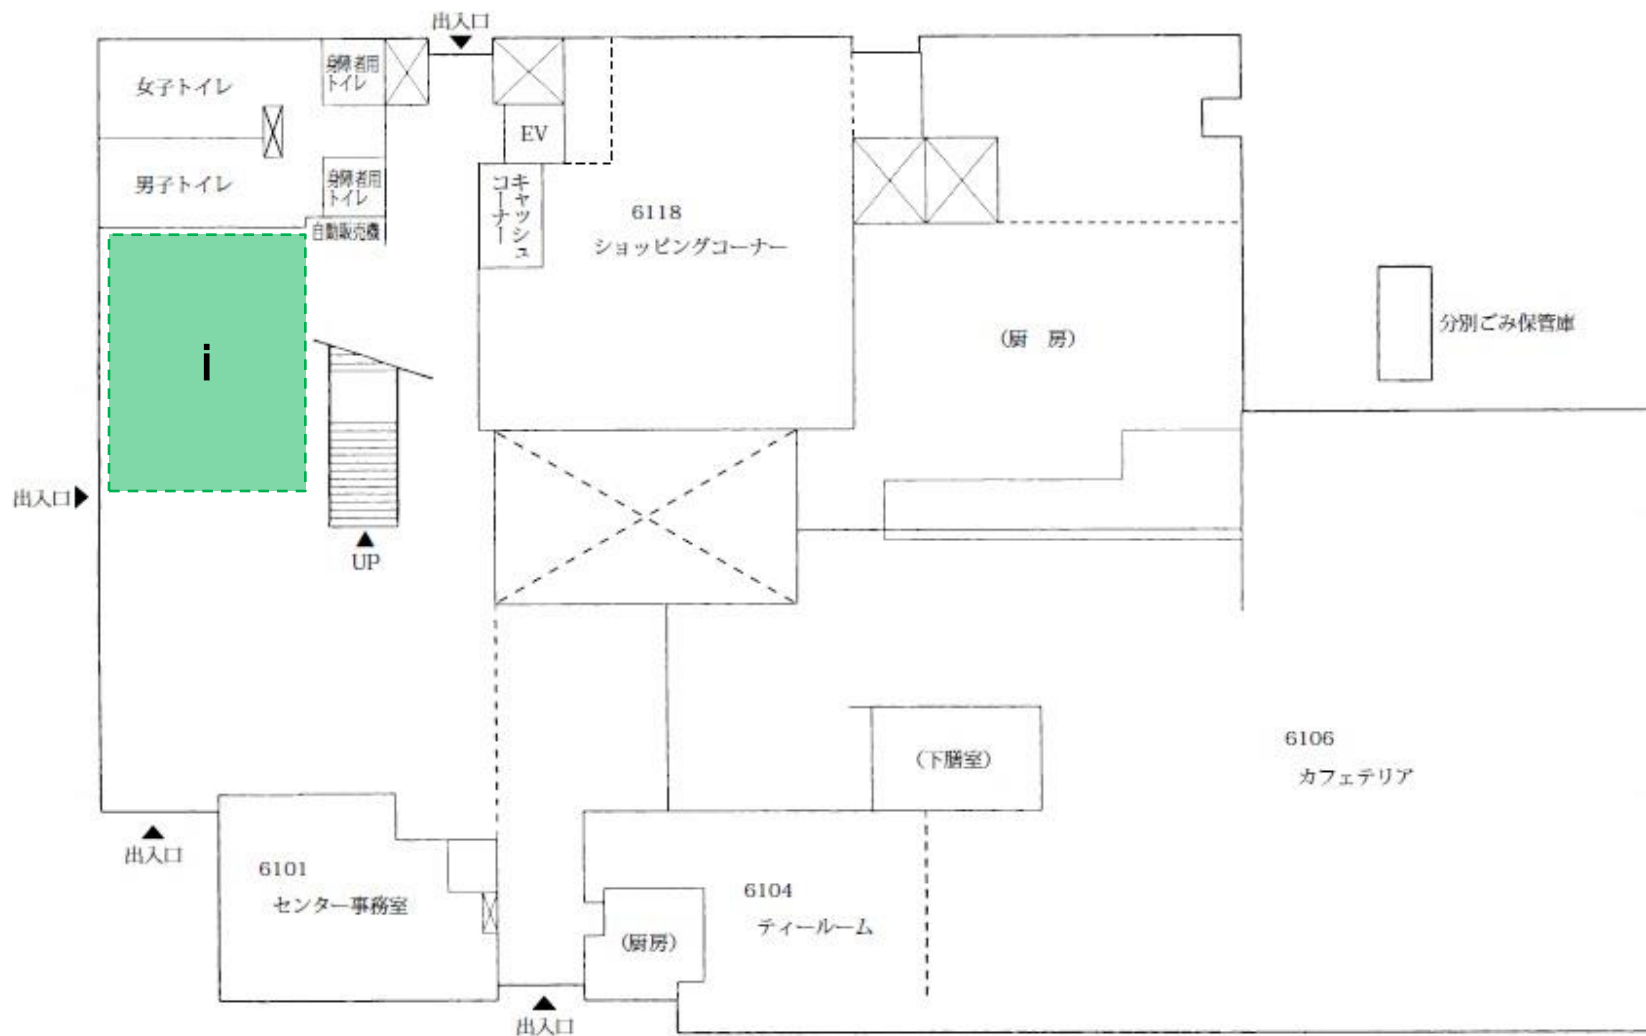 出入口
女子トイレ
身障者用
トイレ
EV
男子トイレ
身障者用
トイレ
キャッシュ
コーナー
自動販売機
6118
ショッピングコーナー
i
(厨 房)
分別ごみ保管庫
出入口
UP
6106
カフェテリア
(下膳室)
出入口
6101
センター事務室
6104
ティールーム
(厨房)
出入口